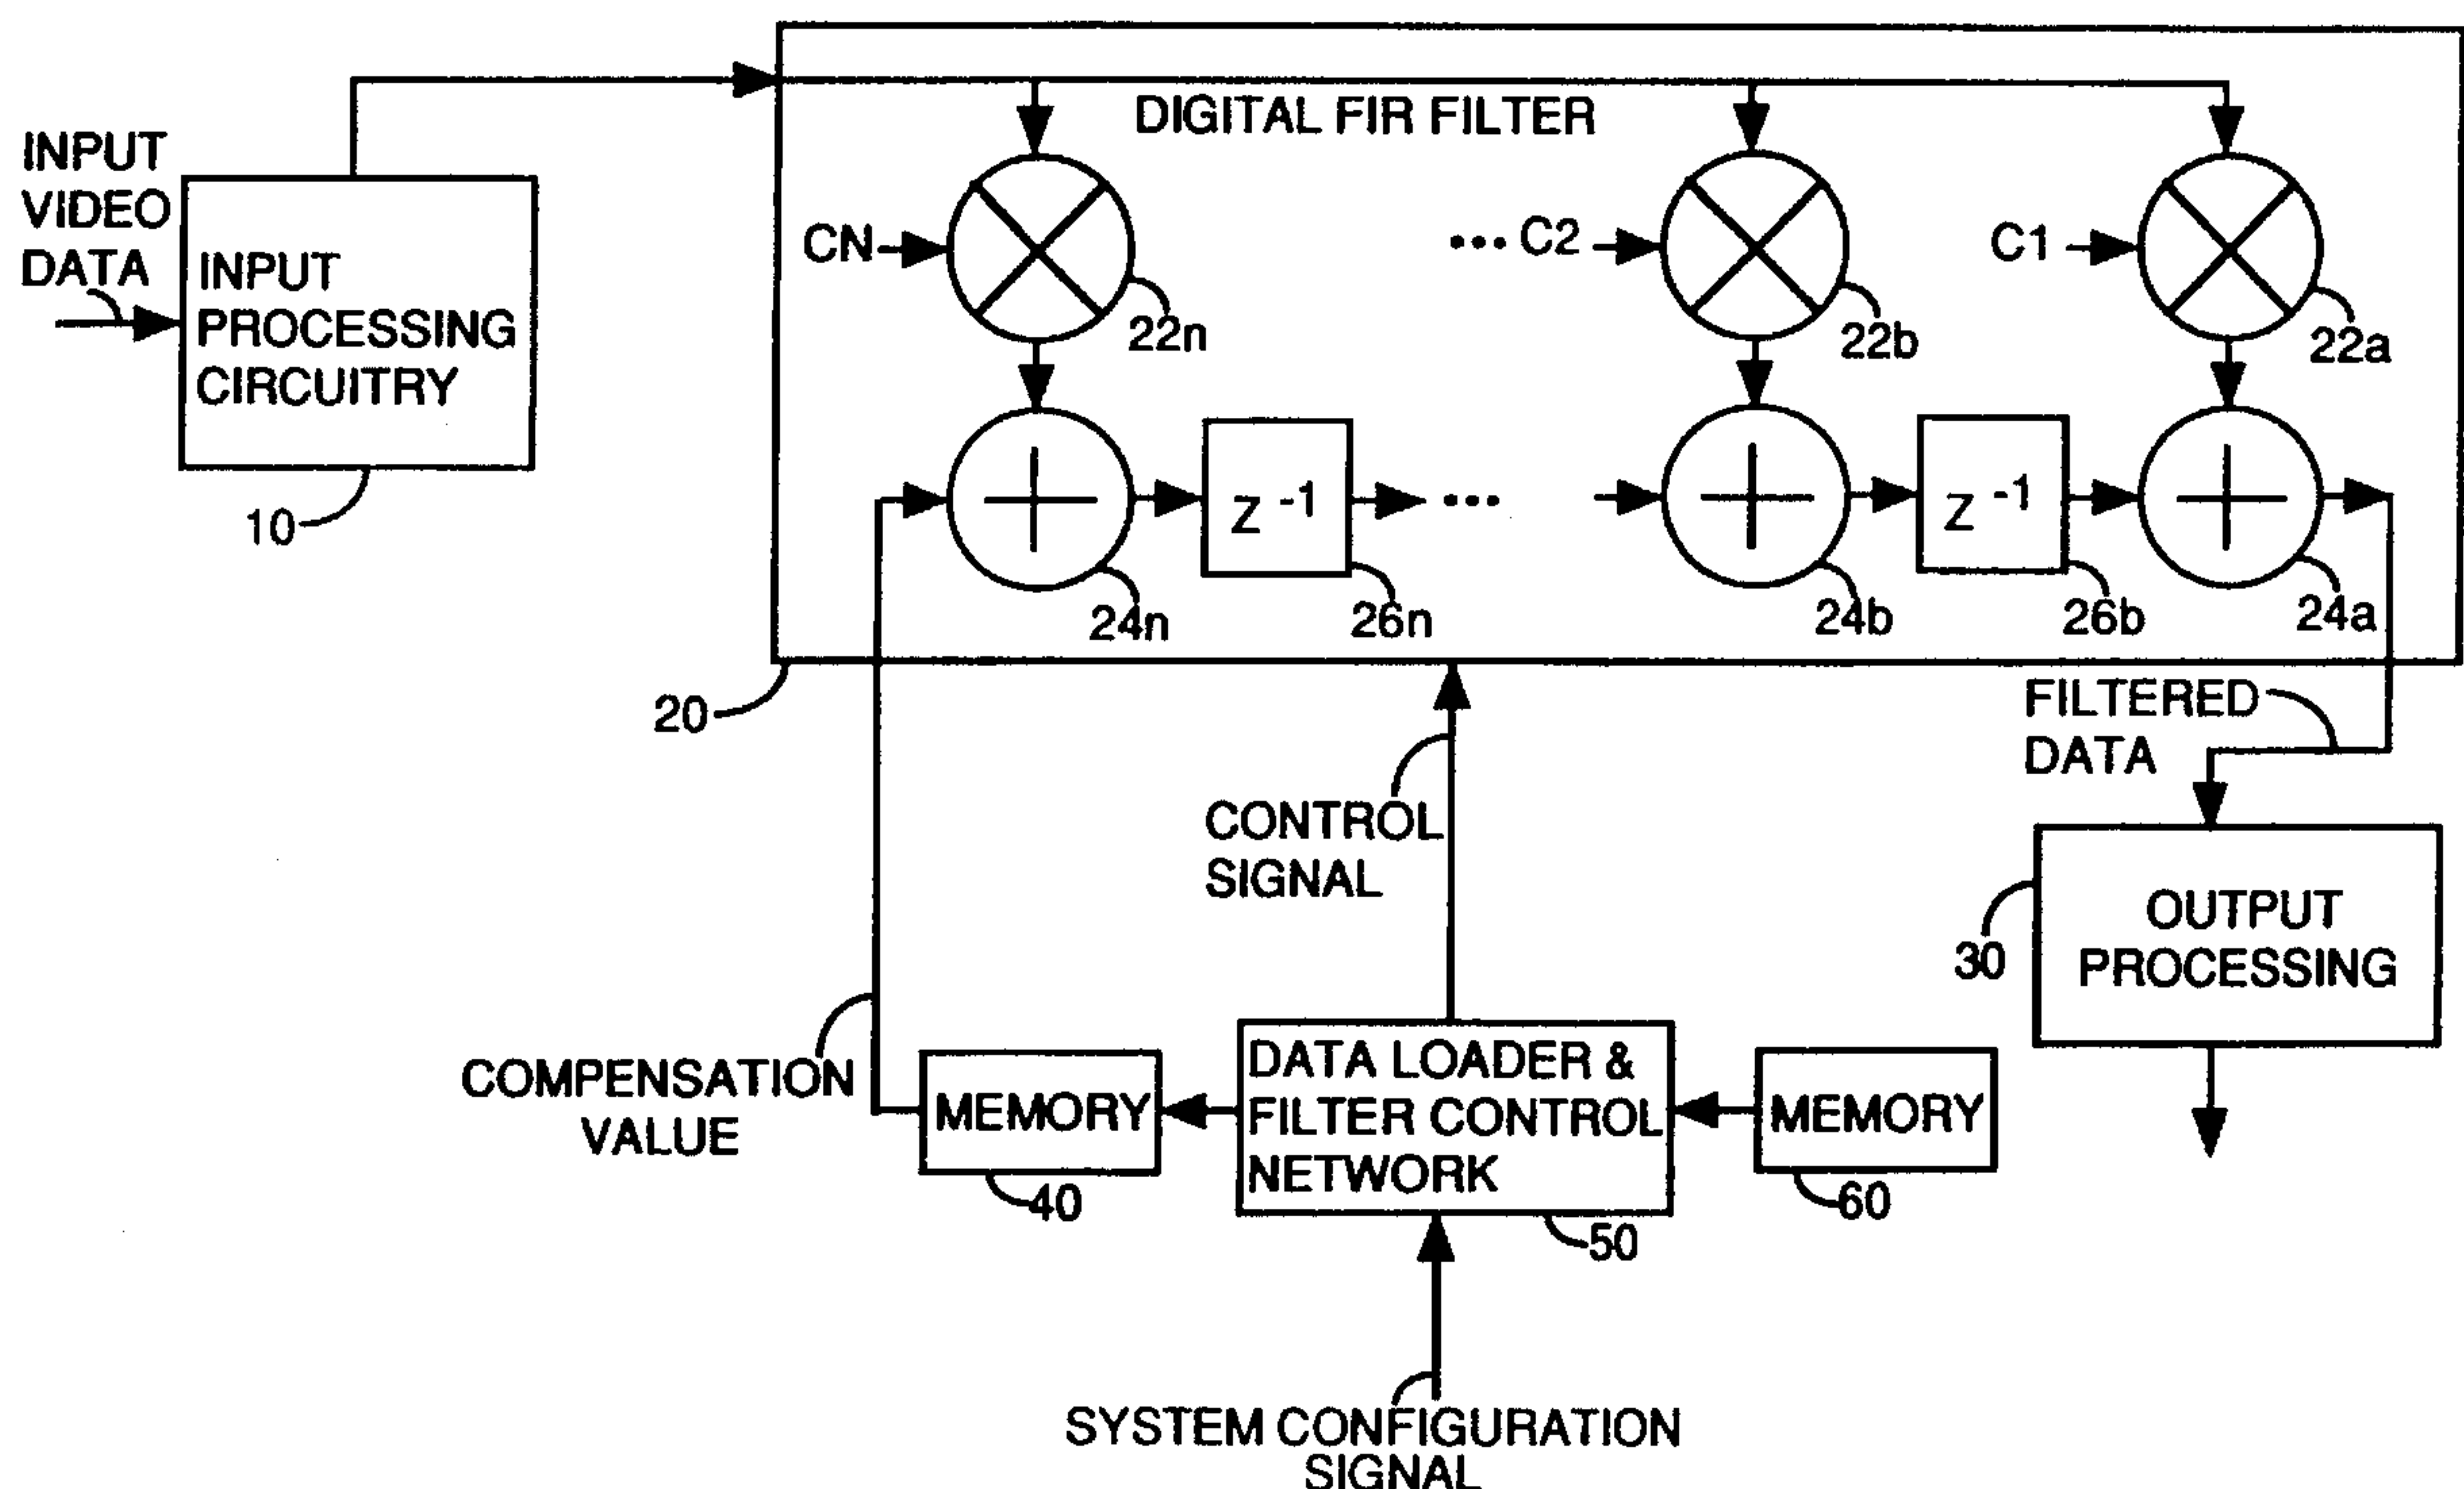 INPUT
VIDEO
DATA
INPUT
PROCESSING
CIRCUITRY
10
DIGITAL FIR FILTER
CN
••• C2
C1
22n
22b
22a
Z -1
•••
Z -1
24n
26n
24b
26b
24a
20
FILTERED
DATA
CONTROL
SIGNAL
OUTPUT
PROCESSING
30
COMPENSATION
VALUE
MEMORY
40
DATA LOADER &
FILTER CONTROL
NETWORK
50
MEMORY
60
SYSTEM CONFIGURATION
SIGNAL